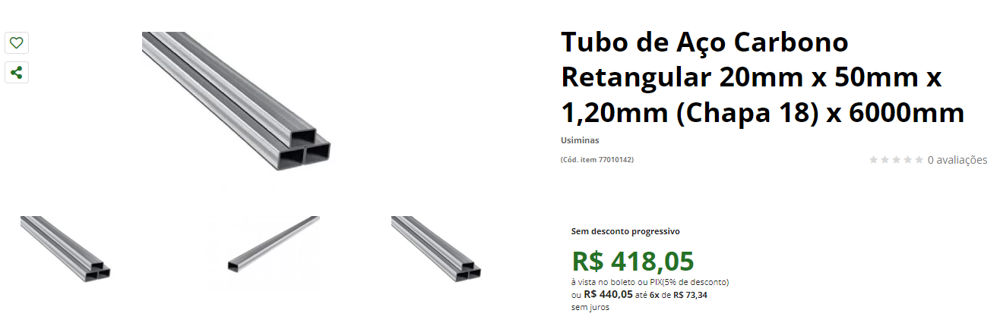 Tubo de Aço Carbono
Retangular 20mm x 50mm x
1,20mm (Chapa 18) x 6000mm
Usiminas
(Cód. item 77010142)
0 avaliações
Sem desconto progressivo
R$ 418,05
à vista no boleto ou PIX(5% de desconto)
ou R$ 440,05 até 6x de R$ 73,34
sem juros